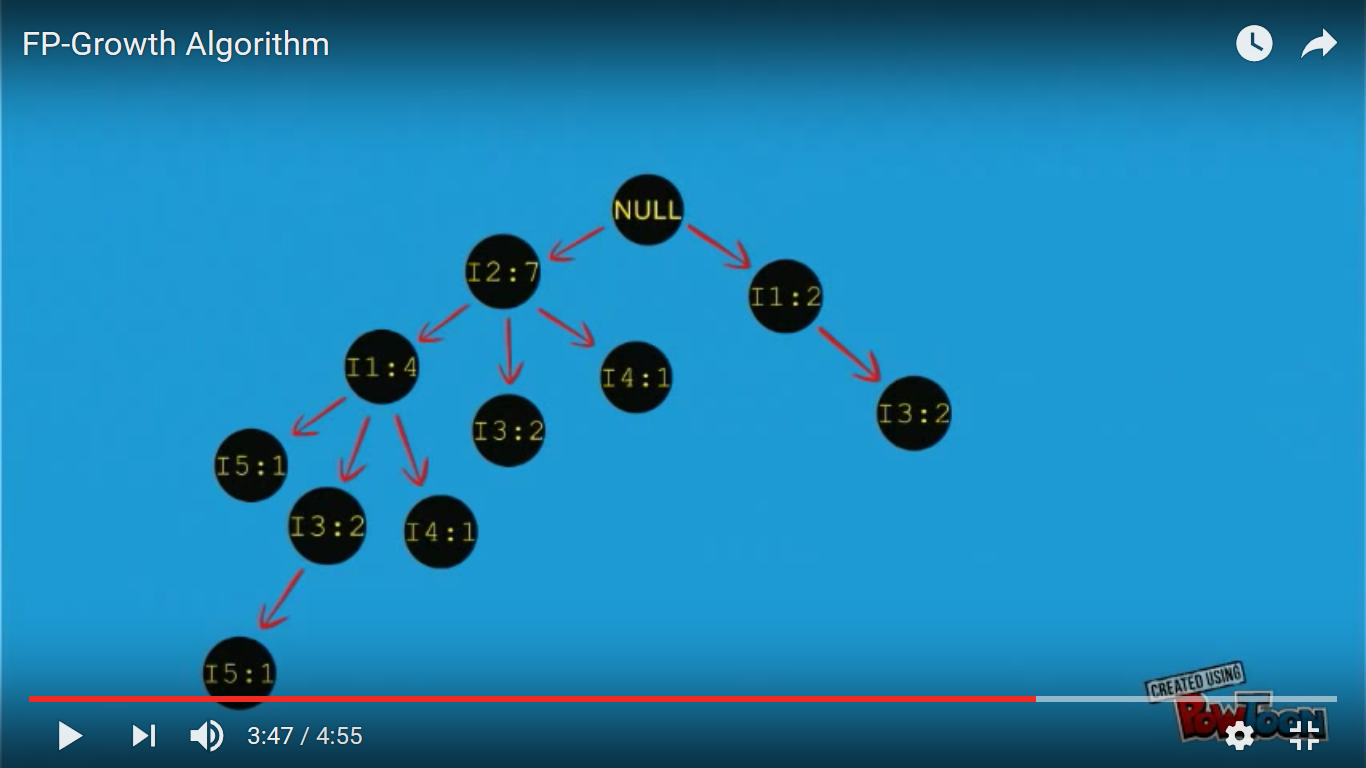 FP-Growth Algorithm
NULL
I2:7
I1:2
I1:4
I3:2
I4:1
I3:2
I5:1
I3:2
I4:1
I5:1
CREATED USING
POWTOON
3:47 / 4:55